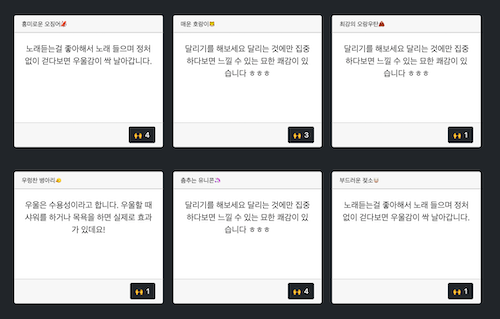 흥미로운 오징어🦑
노래듣는걸 좋아해서 노래 들으며 정처
없이 걷다보면 우울감이 싹 날아갑니다.
🙌 4
매운 호랑이🐯
달리기를 해보세요 달리는 것에만 집중
하다보면 느낄 수 있는 묘한 쾌감이 있
습니다 ㅎㅎㅎ
🙌 3
최강의 오랑우탄🦧
달리기를 해보세요 달리는 것에만 집중
하다보면 느낄 수 있는 묘한 쾌감이 있
습니다 ㅎㅎㅎ
🙌 1
우렁찬 병아리🐤
우울은 수용성이라고 합니다. 우울할 때
샤워를 하거나 목욕을 하면 실제로 효과
가 있데요!
🙌 1
춤추는 유니콘🦄
달리기를 해보세요 달리는 것에만 집중
하다보면 느낄 수 있는 묘한 쾌감이 있
습니다 ㅎㅎㅎ
🙌 4
부드러운 젖소🐮
노래듣는걸 좋아해서 노래 들으며 정처
없이 걷다보면 우울감이 싹 날아갑니다.
🙌 1